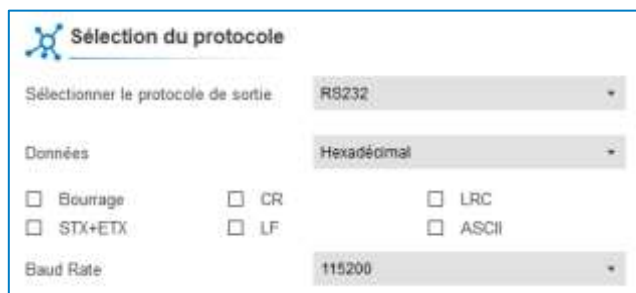 Sélection du protocole
Sélectionner le protocole de sortie RS232
Données Hexadécimal
Bourrage CR LRC
STX+ETX LF ASCII
Baud Rate 115200